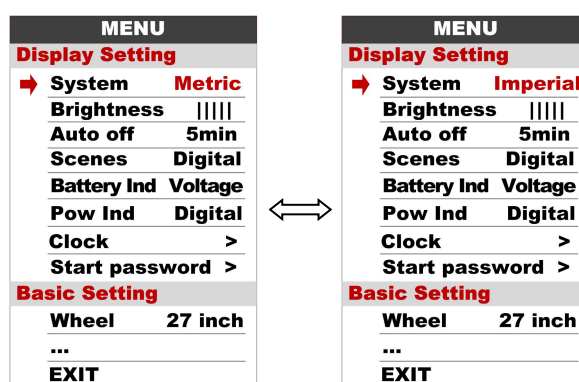 MENU
Display Setting
System Metric
Brightness |||||
Auto off 5min
Scenes Digital
Battery Ind Voltage
Pow Ind Digital
Clock >
Start password >
Basic Setting
Wheel 27 inch
...
EXIT
MENU
Display Setting
System Imperial
Brightness |||||
Auto off 5min
Scenes Digital
Battery Ind Voltage
Pow Ind Digital
Clock >
Start password >
Basic Setting
Wheel 27 inch
...
EXIT